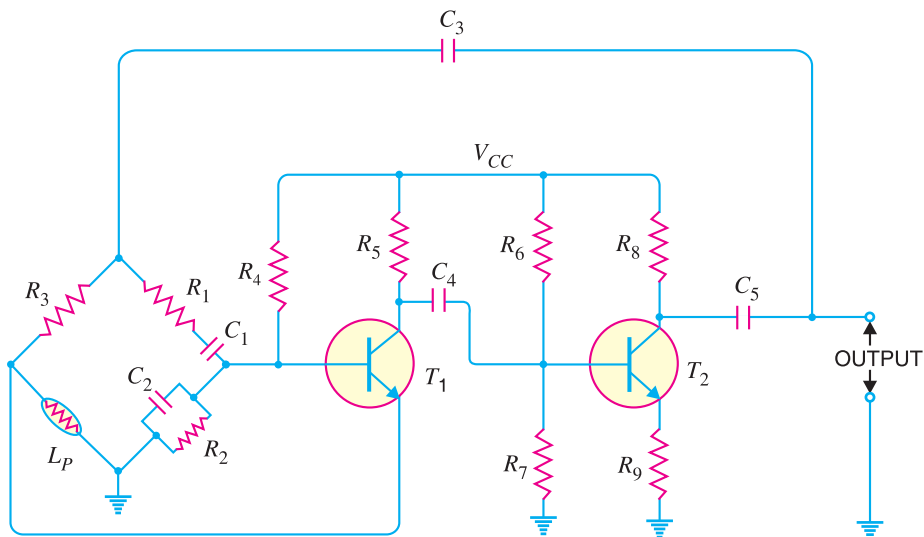 C3
VCC
R3
R1
R4
R5
R6
R8
C4
C5
C1
C2
R2
LP
T1
T2
OUTPUT
R7
R9